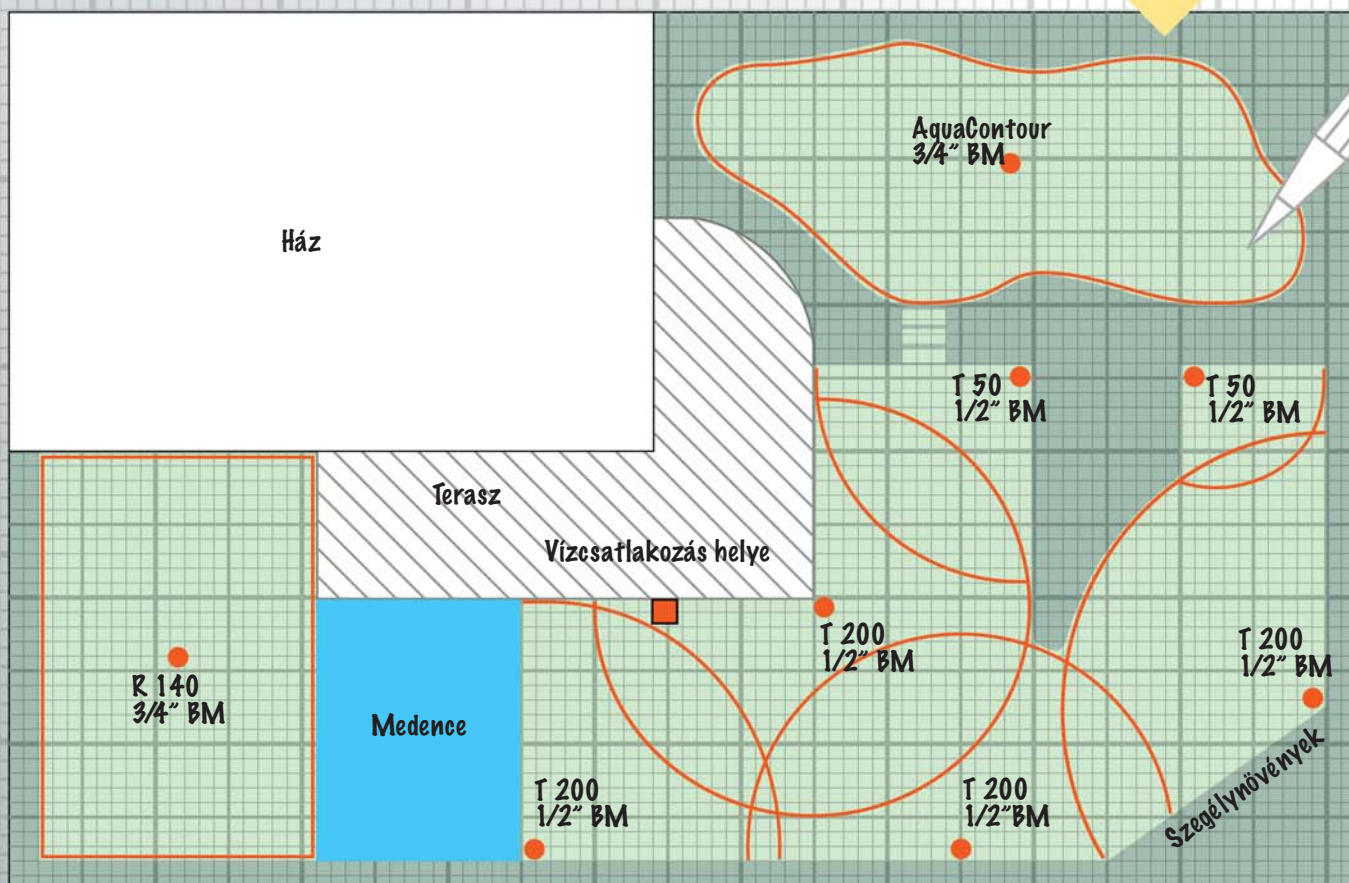 AquaContour
3/4” BM
Ház
T 50
1/2” BM
T 50
1/2” BM
Terasz
Vízcsatlakozás helye
T 200
1/2” BM
T 200
1/2” BM
R 140
3/4” BM
Medence
T 200
1/2” BM
T 200
1/2”BM
Szegélynövények